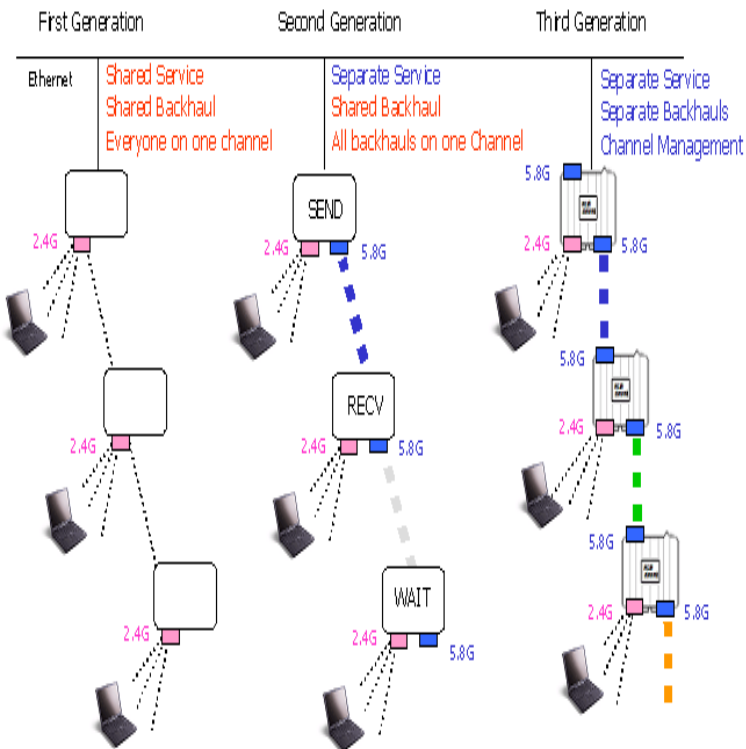 First Generation
Second Generation
Third Generation
Ethernet
Shared Service
Shared Backhaul
Everyone on one channel
Separate Service
Shared Backhaul
All backhauls on one Channel
Separate Service
Separate Backhauls
Channel Management
2.4G
2.4G
2.4G
SEND
2.4G
5.8G
RECV
2.4G
5.8G
WAIT
2.4G
5.8G
5.8G
2.4G
5.8G
5.8G
2.4G
5.8G
5.8G
2.4G
5.8G